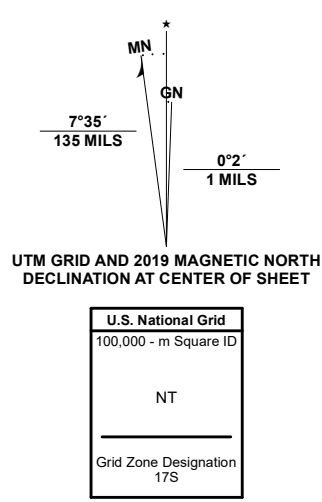 MN
GN
7°35´
135 MILS
0°2´
1 MILS
UTM GRID AND 2019 MAGNETIC NORTH
DECLINATION AT CENTER OF SHEET
U.S. National Grid
100,000 - m Square ID
NT
Grid Zone Designation
17S